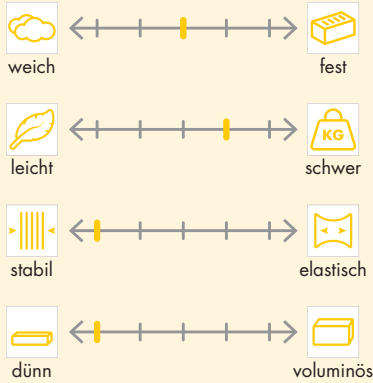 weich fest
KG
leicht schwer
stabil elastisch
dünn voluminös